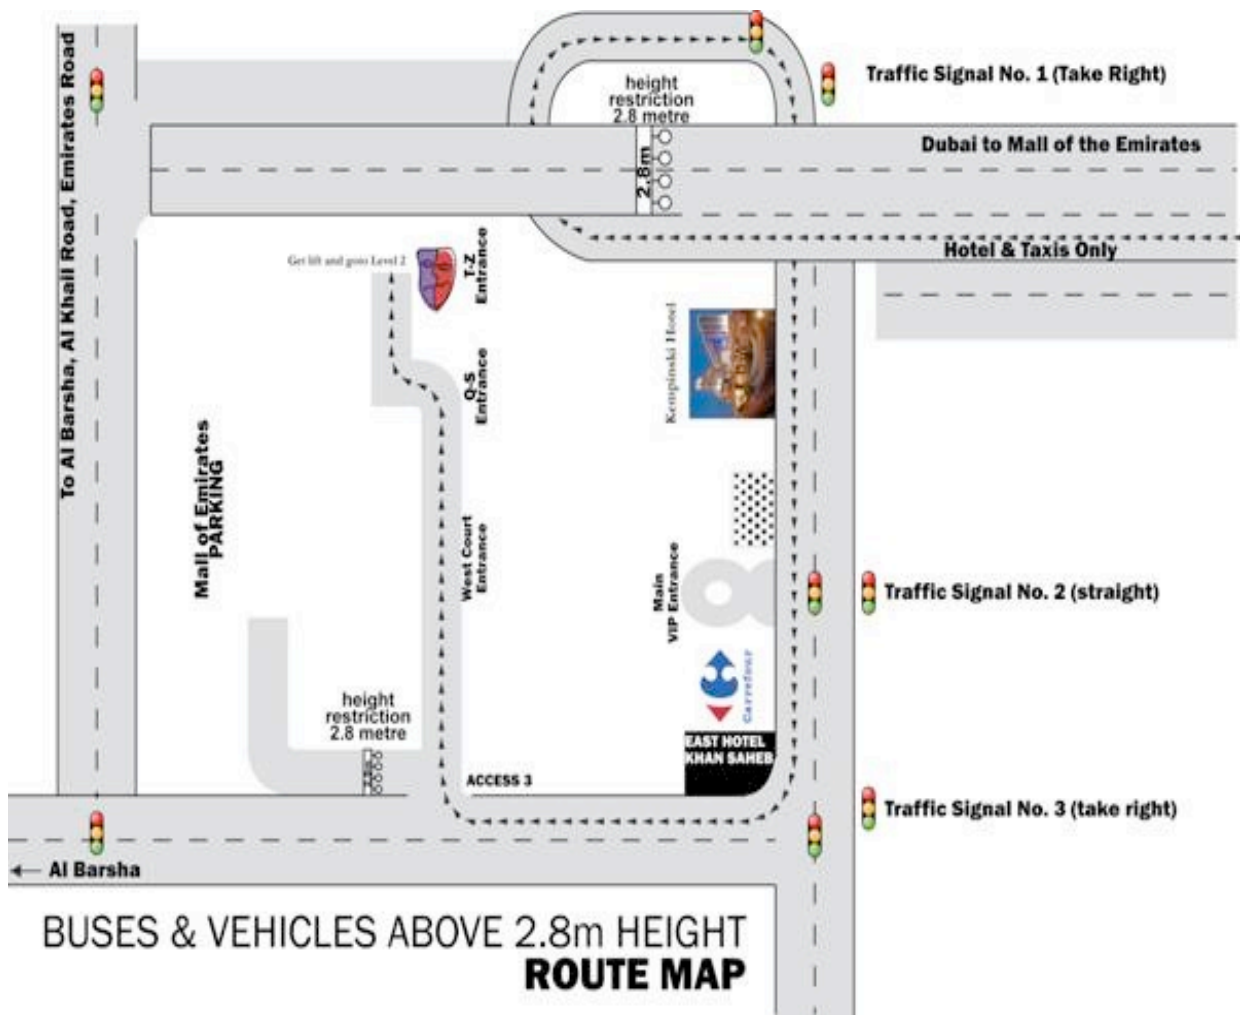 Traffic Signal No. 1 (Take Right)
height
restriction
2.8 metre
2.8m
Dubai to Mall of the Emirates
Hotel & Taxis Only
To Al Barsha, Al Khail Road, Emirates Road
Get lift and goto Level 2
T-Z
Entrance
Q-S
Entrance
Kempinski Hotel
Mall of Emirates
PARKING
West Court
Entrance
Main
VIP Entrance
Traffic Signal No. 2 (straight)
Carrefour
height
restriction
2.8 metre
EAST HOTEL
KHAN SAHEB
ACCESS 3
Traffic Signal No. 3 (take right)
Al Barsha
BUSES & VEHICLES ABOVE 2.8m HEIGHT
ROUTE MAP